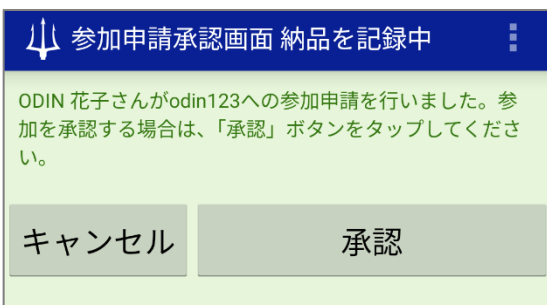 参加申請承認画面 納品を記録中
ODIN 花子さんがodin123への参加申請を行いました。参
加を承認する場合は、「承認」ボタンをタップしてくださ
い。
キャンセル 承認